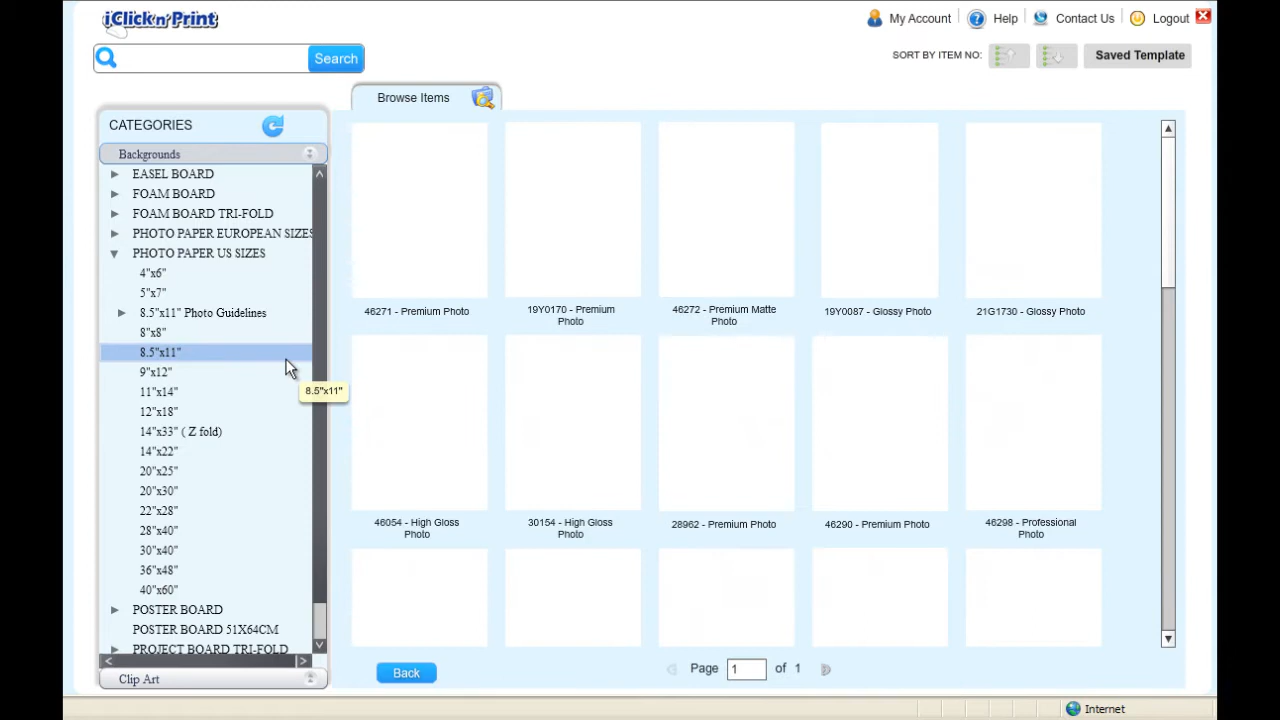 iClick n' Print
My Account
Help
Contact Us
Logout
Search
SORT BY ITEM NO:
Saved Template
Browse Items
CATEGORIES
Backgrounds
EASEL BOARD
FOAM BOARD
FOAM BOARD TRI-FOLD
PHOTO PAPER EUROPEAN SIZES
PHOTO PAPER US SIZES
4"x6"
5"x7"
8.5"x11" Photo Guidelines
8"x8"
8.5"x11"
9"x12"
8.5"x11"
11"x14"
12"x18"
14"x33" ( Z fold)
14"x22"
20"x25"
20"x30"
22"x28"
28"x40"
30"x40"
36"x48"
40"x60"
POSTER BOARD
POSTER BOARD 51X64CM
PROJECT BOARD TRI-FOLD
Clip Art
46271 - Premium Photo
19Y0170 - Premium
Photo
46272 - Premium Matte
Photo
19Y0087 - Glossy Photo
21G1730 - Glossy Photo
46054 - High Gloss
Photo
30154 - High Gloss
Photo
28962 - Premium Photo
46290 - Premium Photo
46298 - Professional
Photo
Back
Page 1 of 1
Internet